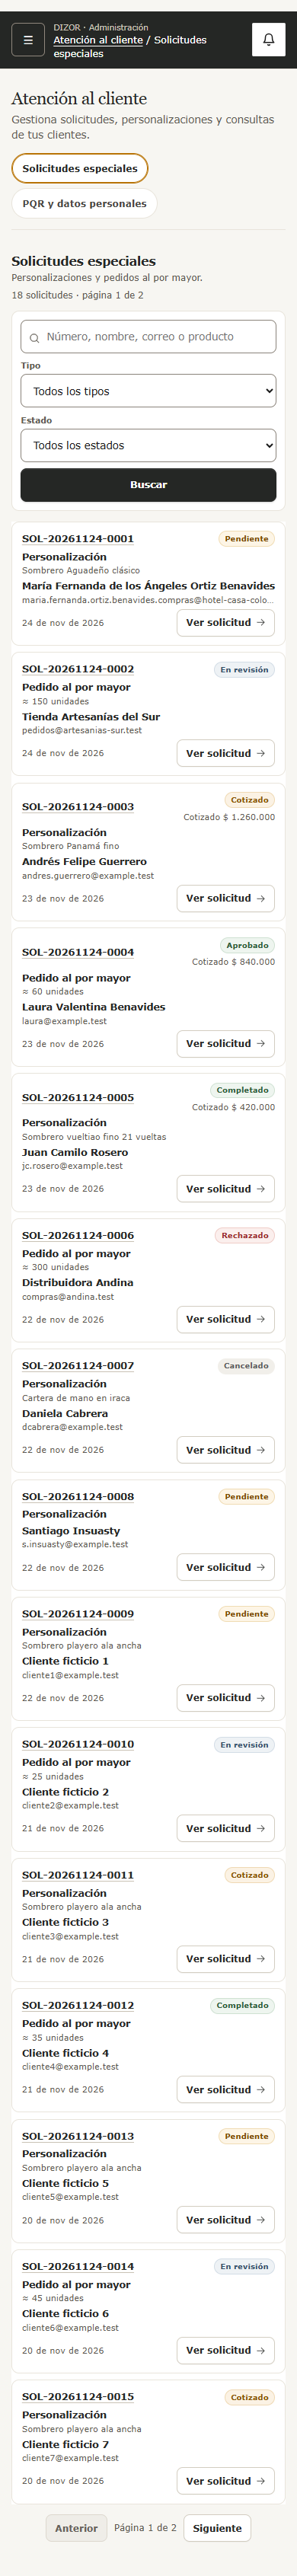 DIZOR · Administración
Atención al cliente / Solicitudes especiales
Atención al cliente
Gestiona solicitudes, personalizaciones y consultas de tus clientes.
Solicitudes especiales
PQR y datos personales
Solicitudes especiales
Personalizaciones y pedidos al por mayor.
18 solicitudes · página 1 de 2
Número, nombre, correo o producto
Tipo
Todos los tipos
Estado
Todos los estados
Buscar
SOL-20261124-0001 Pendiente
Personalización
Sombrero Aguadeño clásico
María Fernanda de los Ángeles Ortiz Benavides
maria.fernanda.ortiz.benavides.compras@hotel-casa-colo...
24 de nov de 2026 Ver solicitud →
SOL-20261124-0002 En revisión
Pedido al por mayor
≈ 150 unidades
Tienda Artesanías del Sur
pedidos@artesanias-sur.test
24 de nov de 2026 Ver solicitud →
SOL-20261124-0003 Cotizado
Cotizado $ 1.260.000
Personalización
Sombrero Panamá fino
Andrés Felipe Guerrero
andres.guerrero@example.test
23 de nov de 2026 Ver solicitud →
SOL-20261124-0004 Aprobado
Cotizado $ 840.000
Pedido al por mayor
≈ 60 unidades
Laura Valentina Benavides
laura@example.test
23 de nov de 2026 Ver solicitud →
SOL-20261124-0005 Completado
Cotizado $ 420.000
Personalización
Sombrero vueltiao fino 21 vueltas
Juan Camilo Rosero
jc.rosero@example.test
23 de nov de 2026 Ver solicitud →
SOL-20261124-0006 Rechazado
Pedido al por mayor
≈ 300 unidades
Distribuidora Andina
compras@andina.test
22 de nov de 2026 Ver solicitud →
SOL-20261124-0007 Cancelado
Personalización
Cartera de mano en iraca
Daniela Cabrera
dcabrera@example.test
22 de nov de 2026 Ver solicitud →
SOL-20261124-0008 Pendiente
Personalización
Santiago Insuasty
s.insuasty@example.test
22 de nov de 2026 Ver solicitud →
SOL-20261124-0009 Pendiente
Personalización
Sombrero playero ala ancha
Cliente ficticio 1
cliente1@example.test
22 de nov de 2026 Ver solicitud →
SOL-20261124-0010 En revisión
Pedido al por mayor
≈ 25 unidades
Cliente ficticio 2
cliente2@example.test
21 de nov de 2026 Ver solicitud →
SOL-20261124-0011 Cotizado
Personalización
Sombrero playero ala ancha
Cliente ficticio 3
cliente3@example.test
21 de nov de 2026 Ver solicitud →
SOL-20261124-0012 Completado
Pedido al por mayor
≈ 35 unidades
Cliente ficticio 4
cliente4@example.test
21 de nov de 2026 Ver solicitud →
SOL-20261124-0013 Pendiente
Personalización
Sombrero playero ala ancha
Cliente ficticio 5
cliente5@example.test
20 de nov de 2026 Ver solicitud →
SOL-20261124-0014 En revisión
Pedido al por mayor
≈ 45 unidades
Cliente ficticio 6
cliente6@example.test
20 de nov de 2026 Ver solicitud →
SOL-20261124-0015 Cotizado
Personalización
Sombrero playero ala ancha
Cliente ficticio 7
cliente7@example.test
20 de nov de 2026 Ver solicitud →
Anterior Página 1 de 2 Siguiente